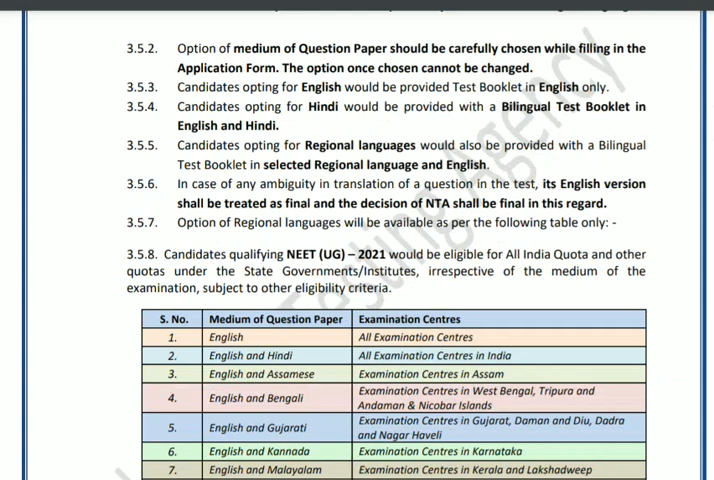 3.5.2. Option of medium of Question Paper should be carefully chosen while filling in the
Application Form. The option once chosen cannot be changed.
3.5.3. Candidates opting for English would be provided Test Booklet in English only.
3.5.4. Candidates opting for Hindi would be provided with a Bilingual Test Booklet in
English and Hindi.
3.5.5. Candidates opting for Regional languages would also be provided with a Bilingual
Test Booklet in selected Regional language and English.
3.5.6. In case of any ambiguity in translation of a question in the test, its English version
shall be treated as final and the decision of NTA shall be final in this regard.
3.5.7. Option of Regional languages will be available as per the following table only: -
3.5.8. Candidates qualifying NEET (UG) – 2021 would be eligible for All India Quota and other
quotas under the State Governments/Institutes, irrespective of the medium of the
examination, subject to other eligibility criteria.
S. No. Medium of Question Paper Examination Centres
1. English All Examination Centres
2. English and Hindi All Examination Centres in India
3. English and Assamese Examination Centres in Assam
4. English and Bengali Examination Centres in West Bengal, Tripura and
Andaman & Nicobar Islands
5. English and Gujarati Examination Centres in Gujarat, Daman and Diu, Dadra
and Nagar Haveli
6. English and Kannada Examination Centres in Karnataka
7. English and Malayalam Examination Centres in Kerala and Lakshadweep
Testing Agency